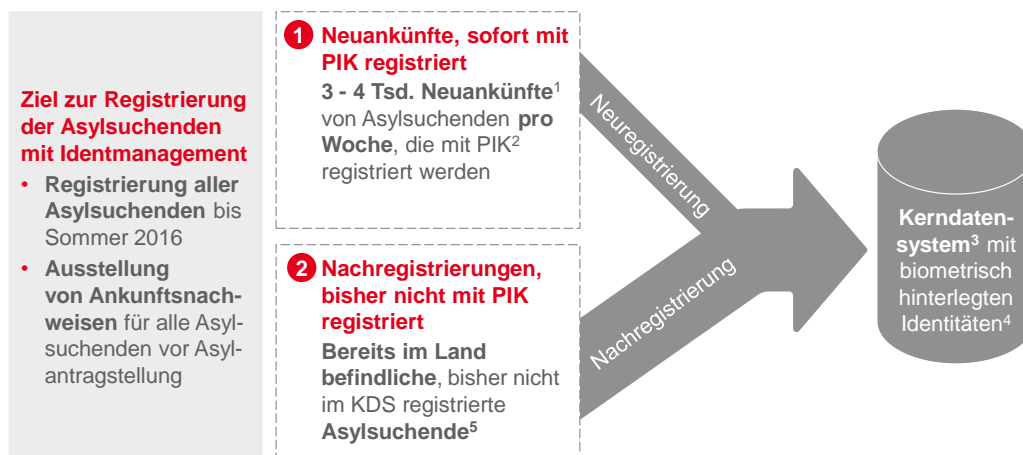 Ziel zur Registrierung
der Asylsuchenden
mit Identmanagement
• Registrierung aller
Asylsuchenden bis
Sommer 2016
• Ausstellung
von Ankunftsnach-
weisen für alle Asyl-
suchenden vor Asyl-
antragstellung
1 Neuankünfte, sofort mit
PIK registriert
3 - 4 Tsd. Neuankünfte¹
von Asylsuchenden pro
Woche, die mit PIK²
registriert werden
2 Nachregistrierungen,
bisher nicht mit PIK
registriert
Bereits im Land
befindliche, bisher nicht
im KDS registrierte
Asylsuchende⁵
Neuregistrierung
Nachregistrierung
Kerndaten-
system³ mit
biometrisch
hinterlegten
Identitäten⁴